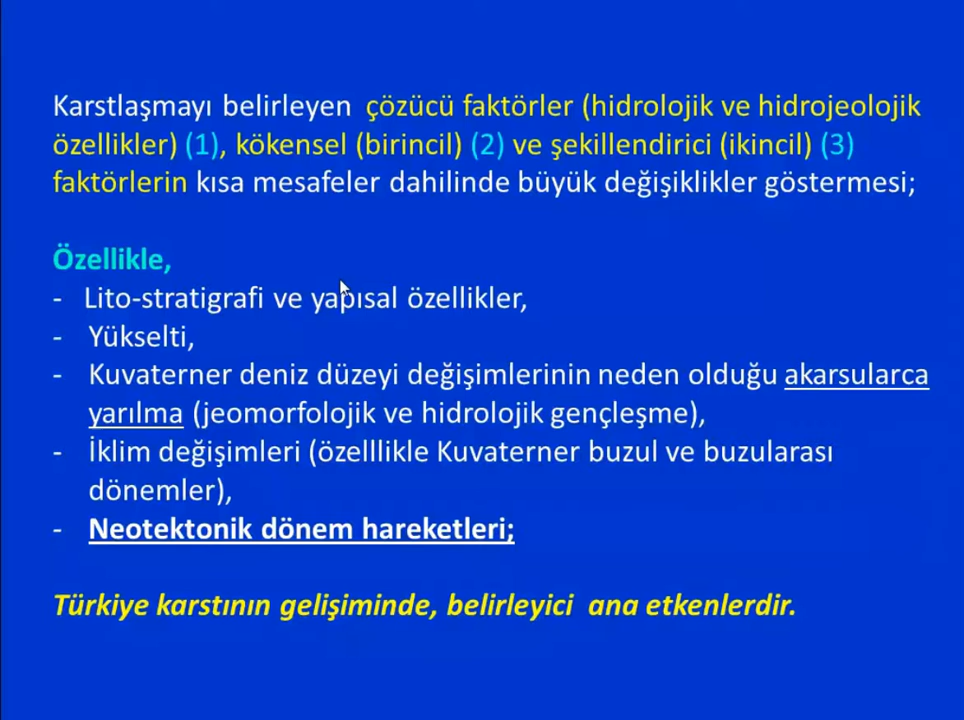 Karstlaşmayı belirleyen çözücü faktörler (hidrolojik ve hidrojeolojik
özellikler) (1), kökensel (birincil) (2) ve şekillendirici (ikincil) (3)
faktörlerin kısa mesafeler dahilinde büyük değişiklikler göstermesi;
Özellikle,
- Lito-stratigrafi ve yapısal özellikler,
- Yükselti,
- Kuvaterner deniz düzeyi değişimlerinin neden olduğu akarsularca
yarılma (jeomorfolojik ve hidrolojik gençleşme),
- İklim değişimleri (özelllikle Kuvaterner buzul ve buzularası
dönemler),
- Neotektonik dönem hareketleri;
Türkiye karstının gelişiminde, belirleyici ana etkenlerdir.